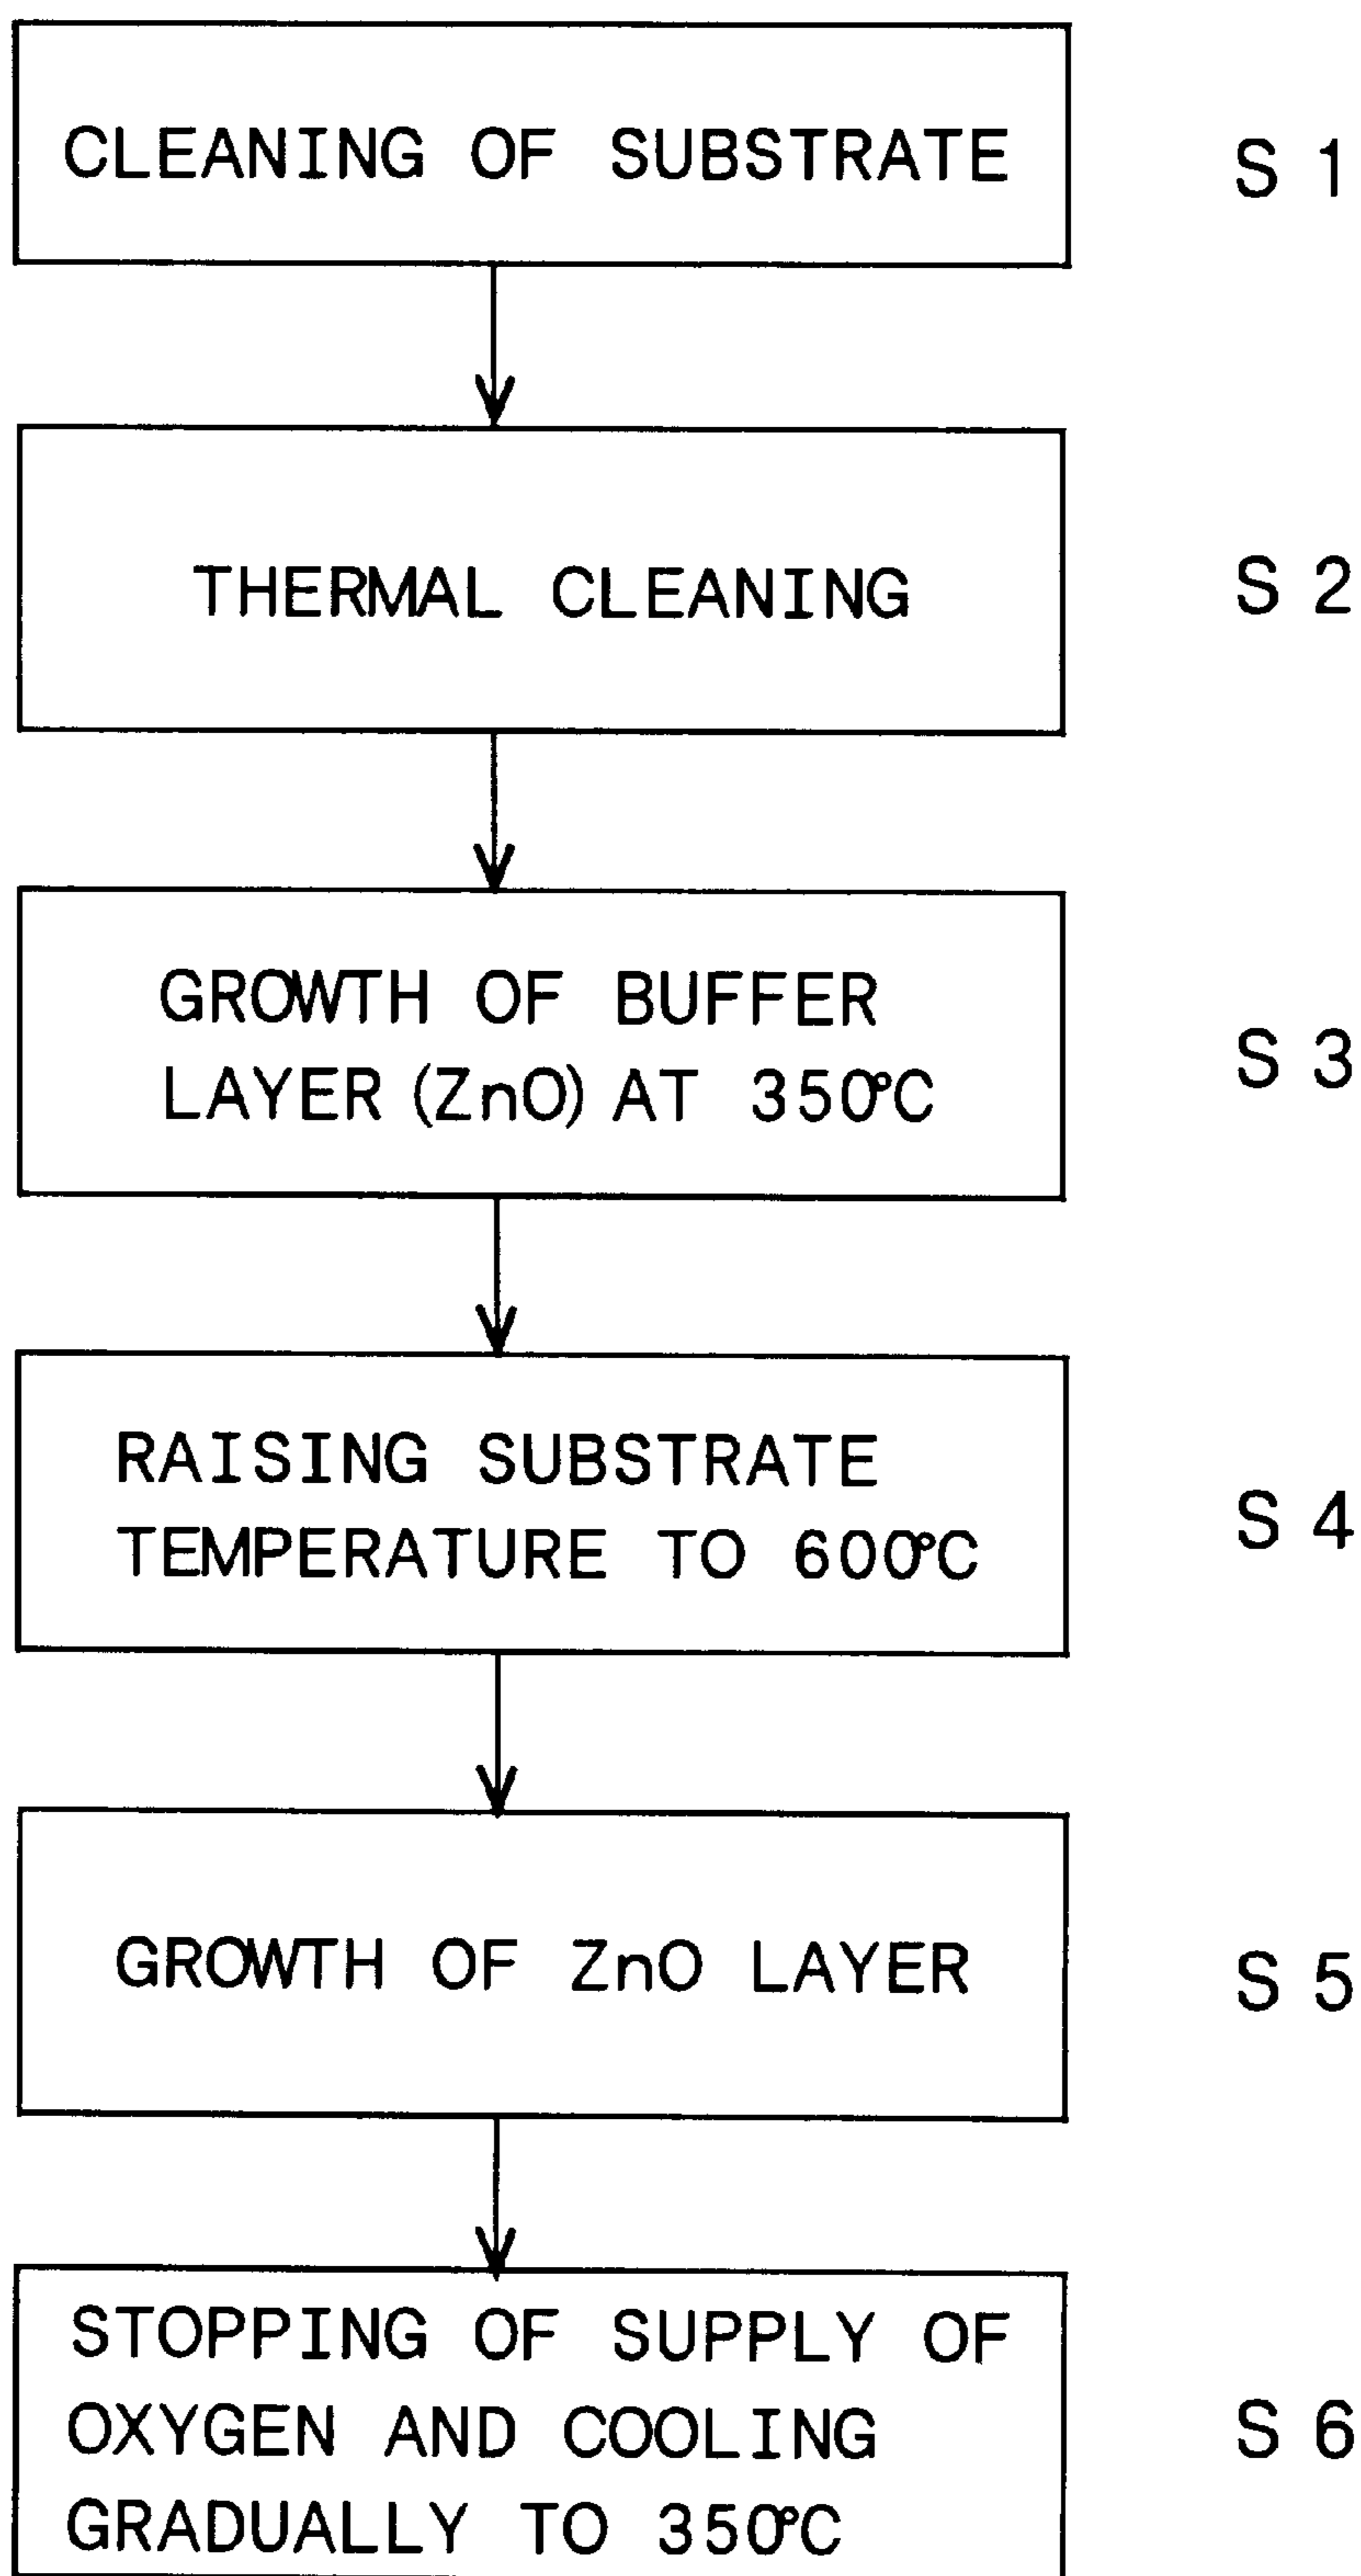 CLEANING OF SUBSTRATE
S 1
THERMAL CLEANING
S 2
GROWTH OF BUFFER
LAYER (ZnO) AT 350°C
S 3
RAISING SUBSTRATE
TEMPERATURE TO 600°C
S 4
GROWTH OF ZnO LAYER
S 5
STOPPING OF SUPPLY OF
OXYGEN AND COOLING
GRADUALLY TO 350°C
S 6